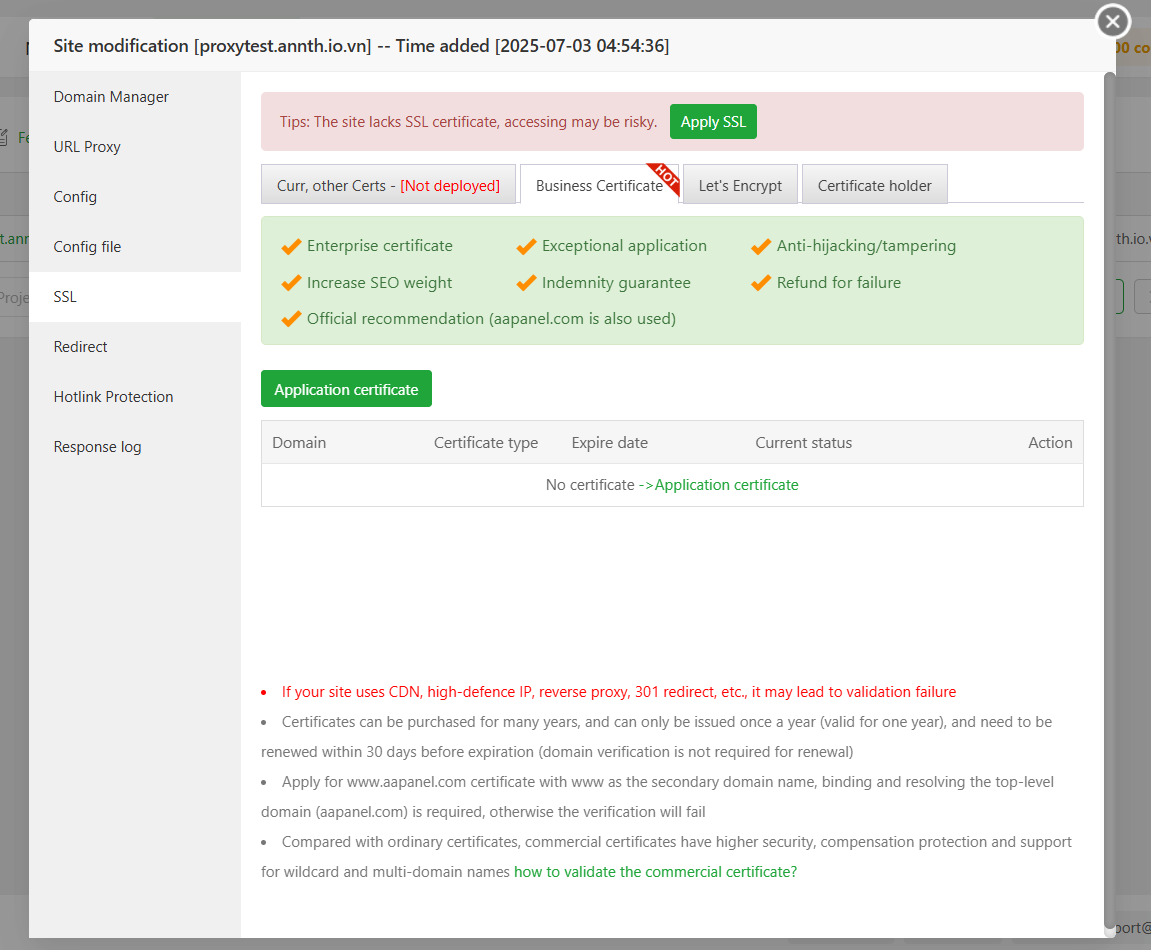 Site modification [proxytest.annth.io.vn] -- Time added [2025-07-03 04:54:36]
00 co
Domain Manager
URL Proxy
Config
Config file
SSL
Redirect
Hotlink Protection
Response log
Fe
t.ann
Proje
th.io.v
port@
Tips: The site lacks SSL certificate, accessing may be risky. Apply SSL
Curr, other Certs - [Not deployed] Business Certificate HOT Let's Encrypt Certificate holder
Enterprise certificate Exceptional application Anti-hijacking/tampering
Increase SEO weight Indemnity guarantee Refund for failure
Official recommendation (aapanel.com is also used)
Application certificate
Domain Certificate type Expire date Current status Action
No certificate ->Application certificate
• If your site uses CDN, high-defence IP, reverse proxy, 301 redirect, etc., it may lead to validation failure
• Certificates can be purchased for many years, and can only be issued once a year (valid for one year), and need to be
renewed within 30 days before expiration (domain verification is not required for renewal)
• Apply for www.aapanel.com certificate with www as the secondary domain name, binding and resolving the top-level
domain (aapanel.com) is required, otherwise the verification will fail
• Compared with ordinary certificates, commercial certificates have higher security, compensation protection and support
for wildcard and multi-domain names how to validate the commercial certificate?